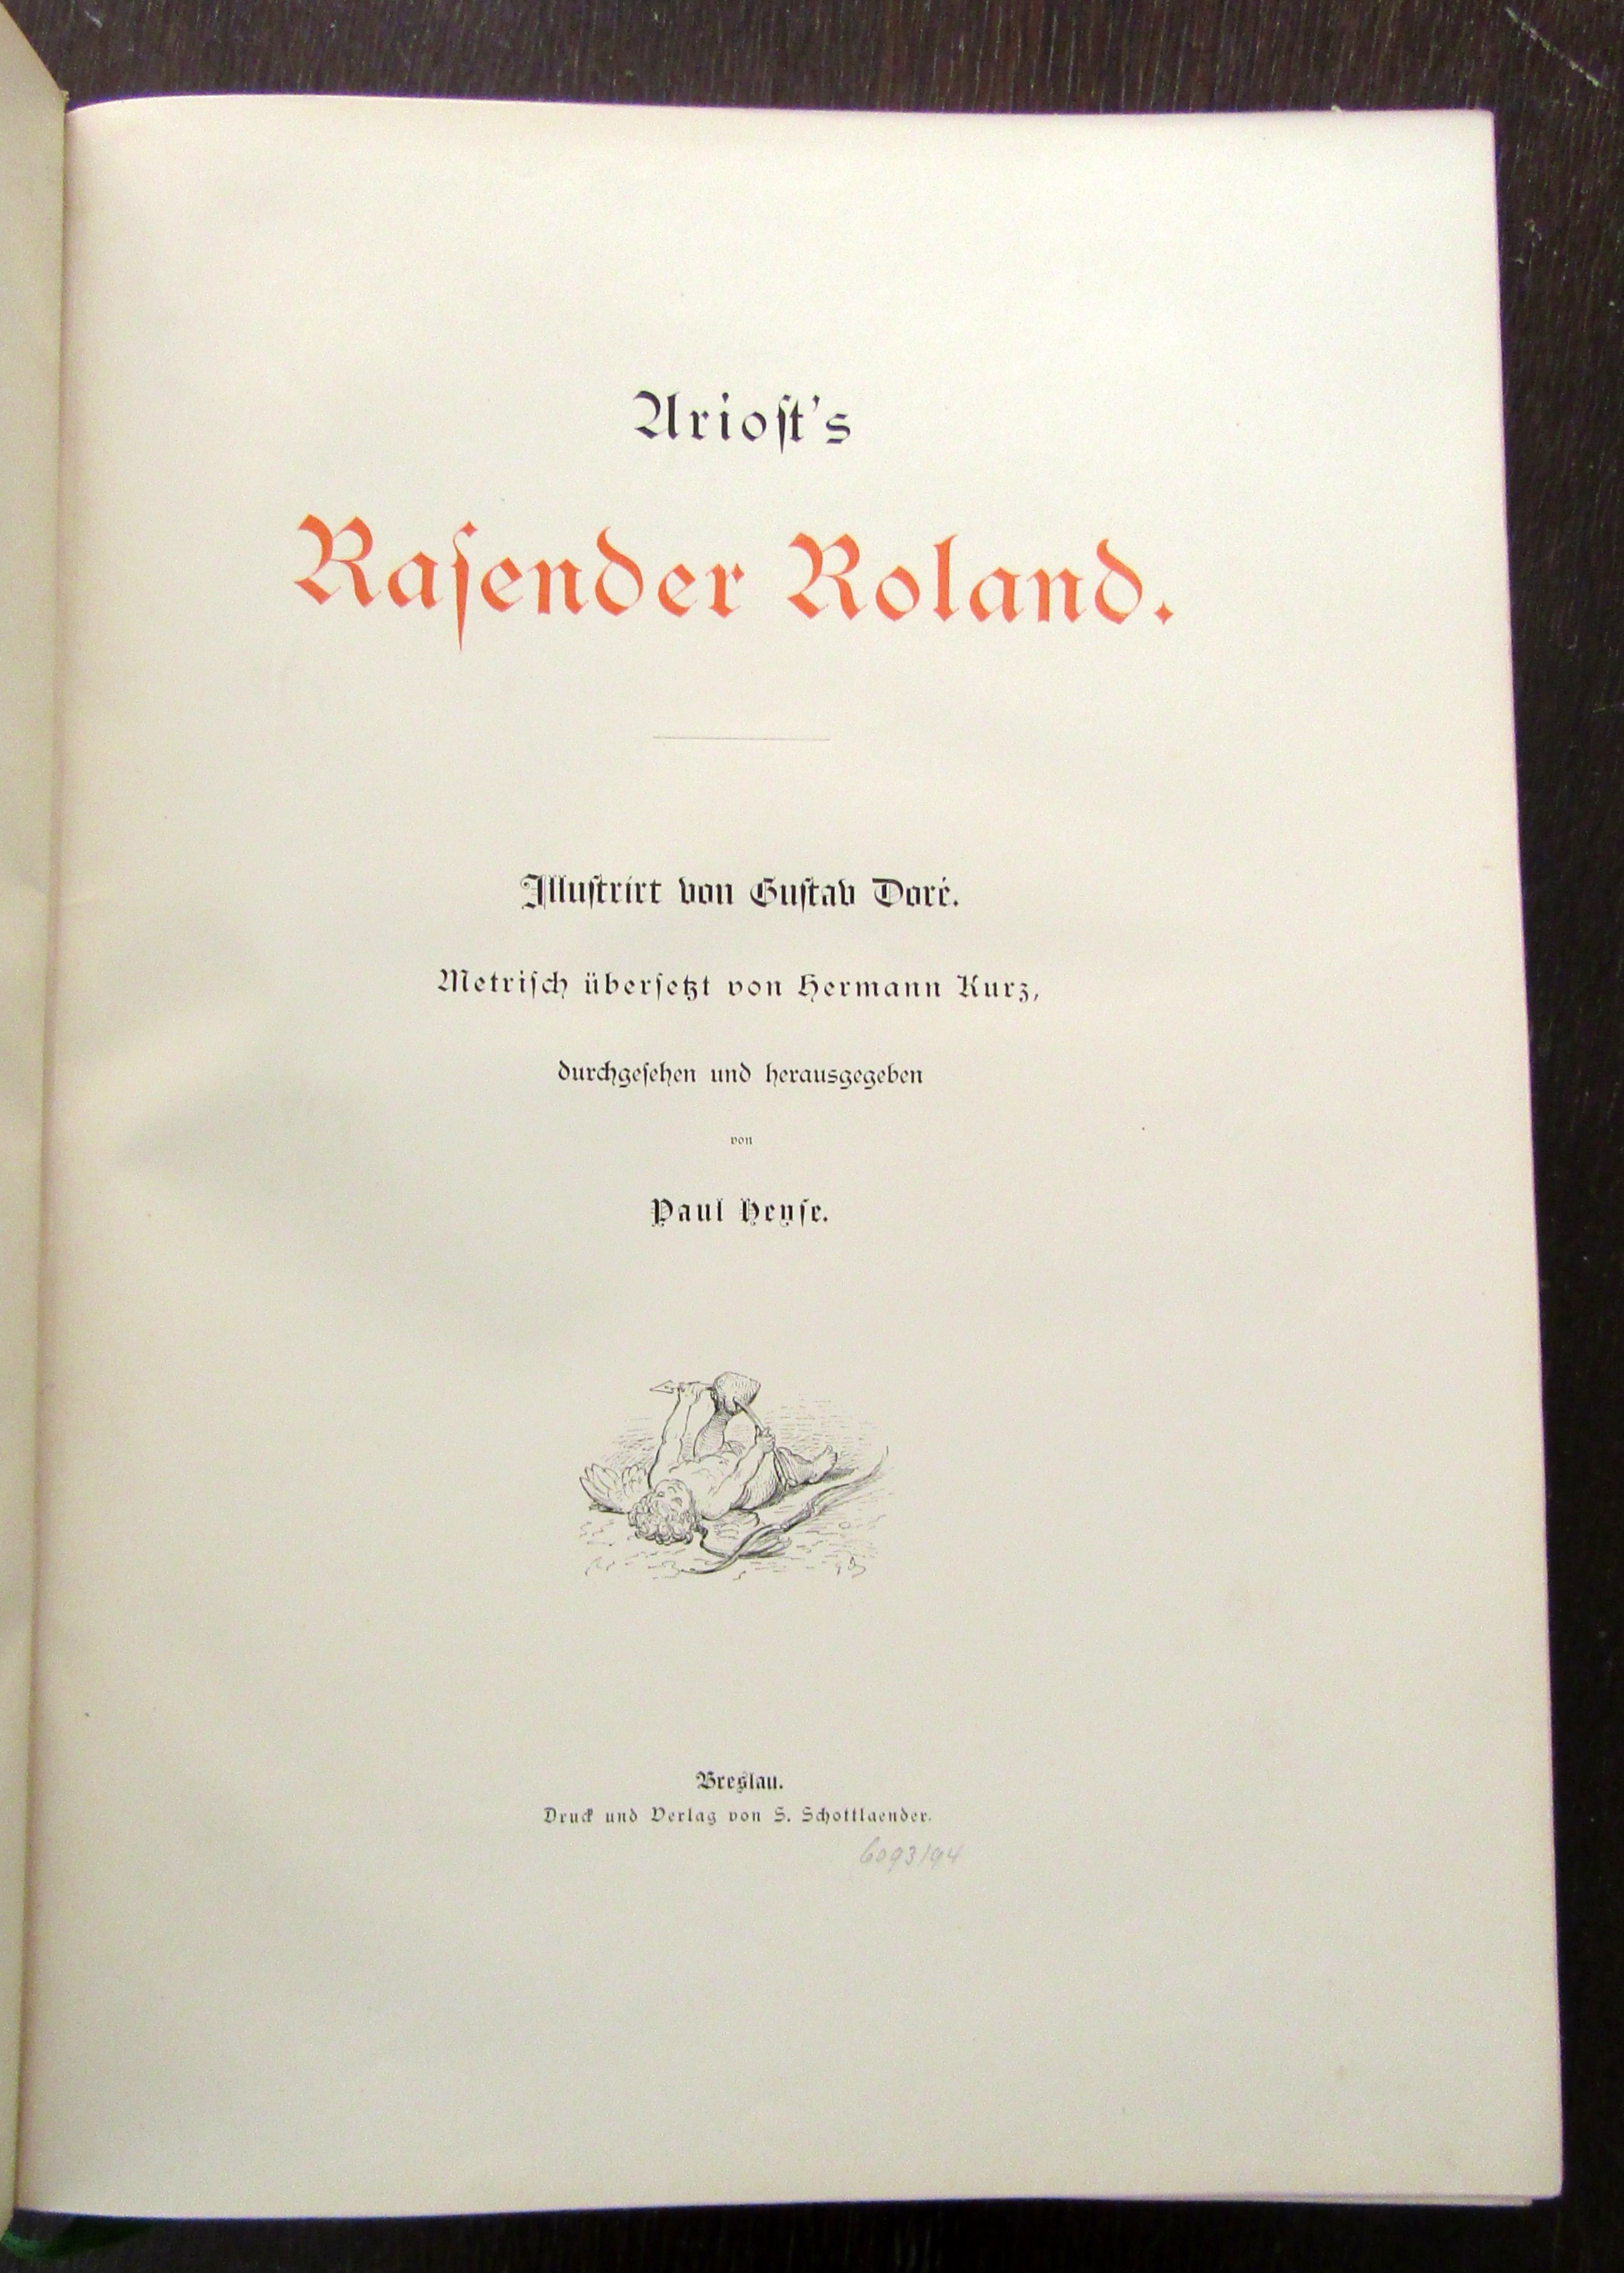 Arioſt's
Raſender Roland.
Illuſtrirt von Guſtav Doré.
Metriſch überſetzt von Hermann Kurz,
durchgeſehen und herausgegeben
von
Paul Heyſe.
Breslau.
Druck und Verlag von S. Schottlaender.
6093/94